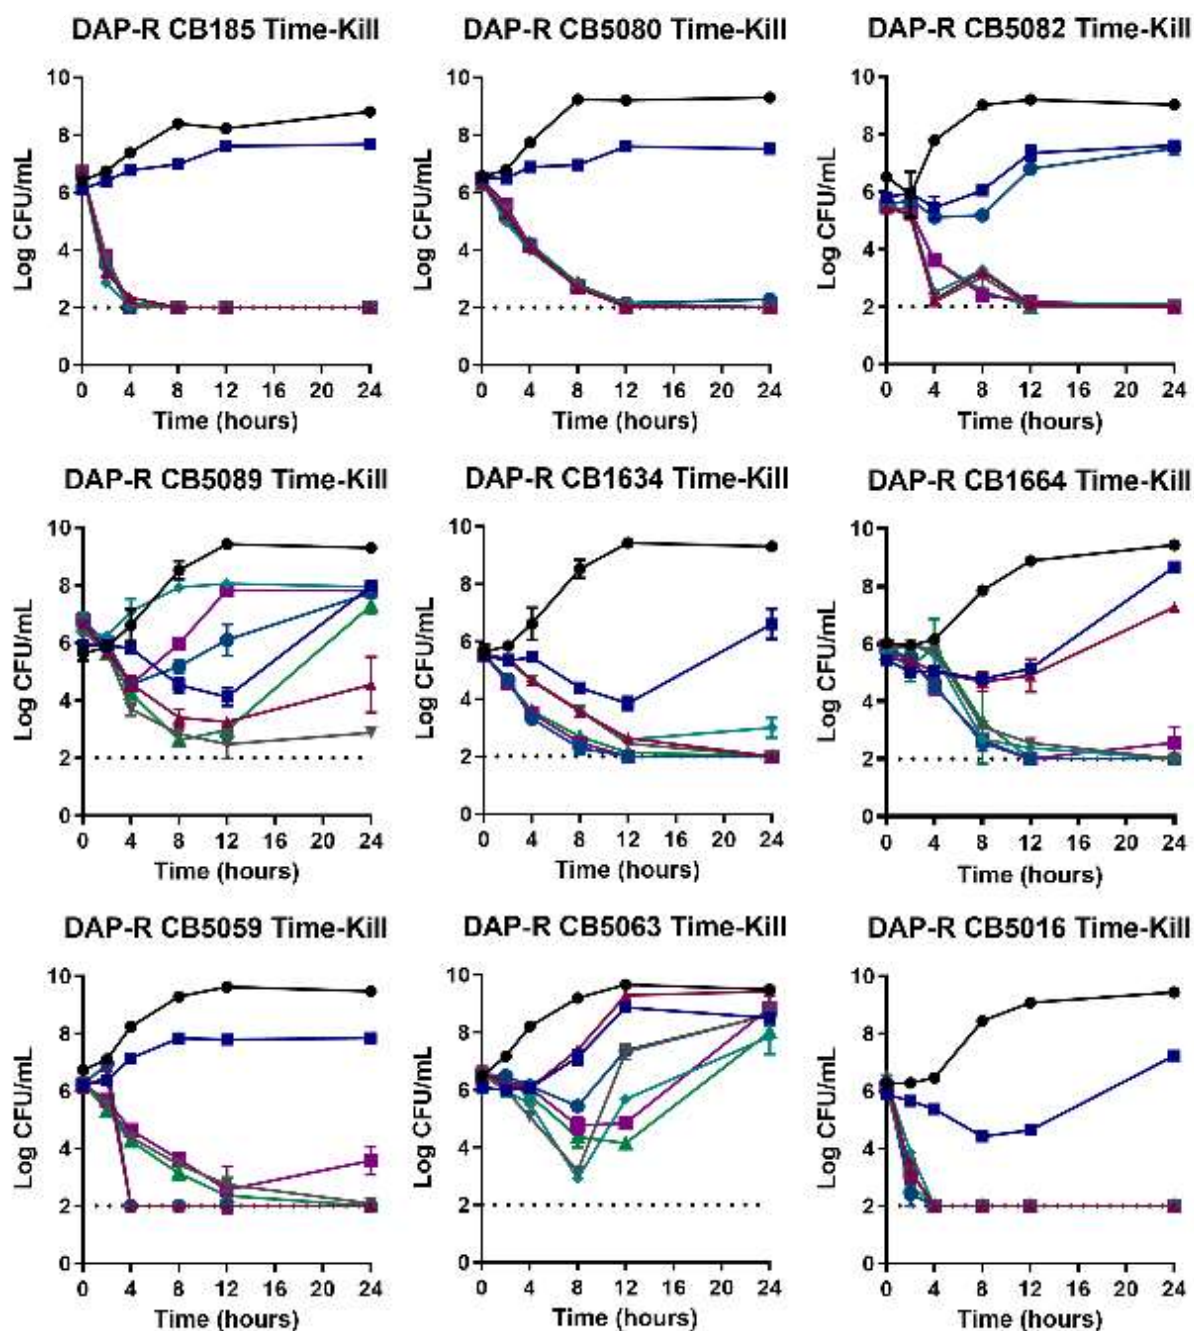 DAP-R CB185 Time-Kill
DAP-R CB5080 Time-Kill
DAP-R CB5082 Time-Kill
Log CFU/mL
10
8
6
4
2
0
0 4 8 12 16 20 24
Time (hours)
Log CFU/mL
10
8
6
4
2
0
0 4 8 12 16 20 24
Time (hours)
Log CFU/mL
10
8
6
4
2
0
0 4 8 12 16 20 24
Time (hours)
DAP-R CB5089 Time-Kill
DAP-R CB1634 Time-Kill
DAP-R CB1664 Time-Kill
Log CFU/mL
10
8
6
4
2
0
0 4 8 12 16 20 24
Time (hours)
Log CFU/mL
10
8
6
4
2
0
0 4 8 12 16 20 24
Time (hours)
Log CFU/mL
10
8
6
4
2
0
0 4 8 12 16 20 24
Time (hours)
DAP-R CB5059 Time-Kill
DAP-R CB5063 Time-Kill
DAP-R CB5016 Time-Kill
Log CFU/mL
10
8
6
4
2
0
0 4 8 12 16 20 24
Time (hours)
Log CFU/mL
10
8
6
4
2
0
0 4 8 12 16 20 24
Time (hours)
Log CFU/mL
10
8
6
4
2
0
0 4 8 12 16 20 24
Time (hours)